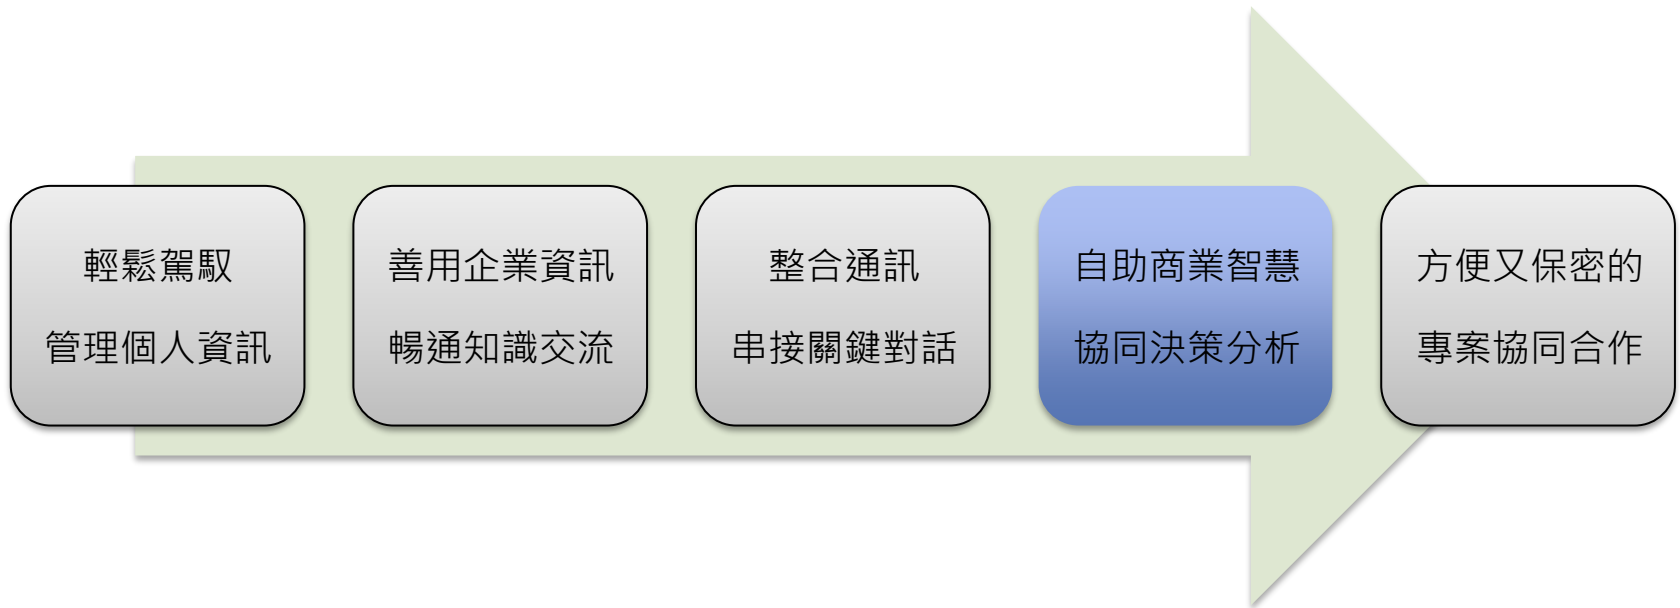 輕鬆駕馭
管理個人資訊
善用企業資訊
暢通知識交流
整合通訊
串接關鍵對話
自助商業智慧
協同決策分析
方便又保密的
專案協同合作